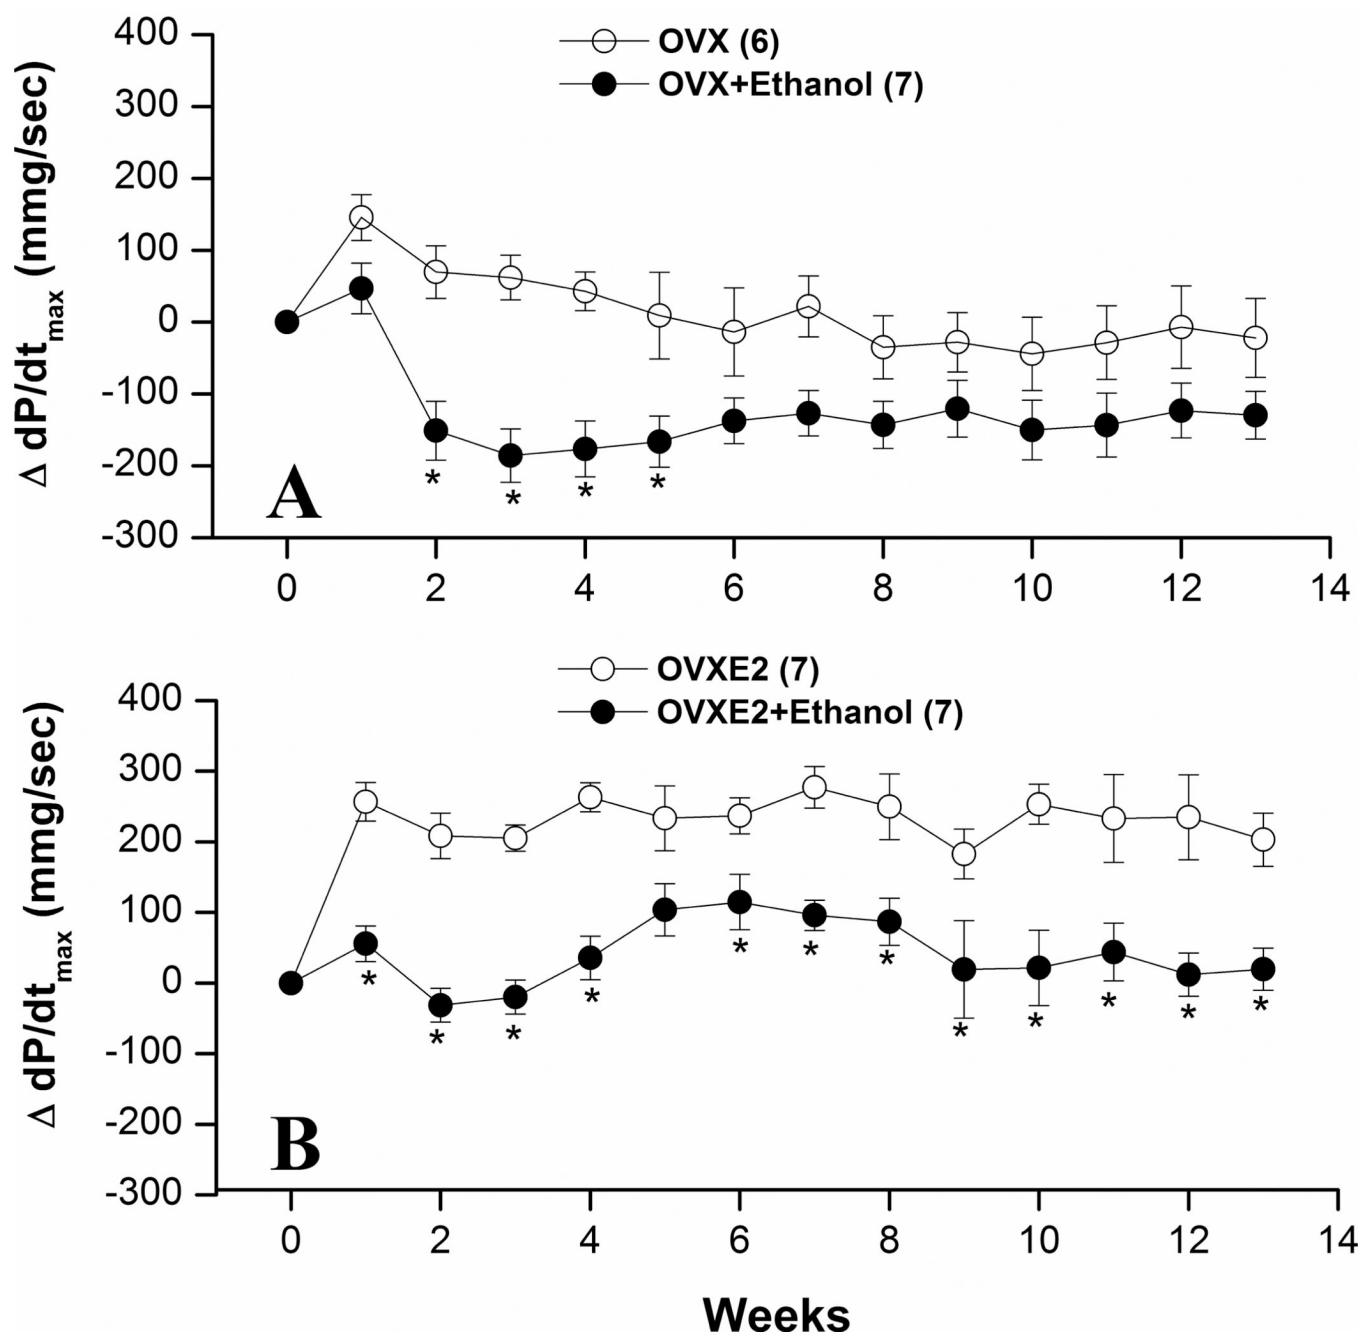 OVX (6)
OVX+Ethanol (7)
Δ dP/dtmax (mmg/sec)
400
300
200
100
0
-100
-200
-300
* * * *
A
0 2 4 6 8 10 12 14
OVXE2 (7)
OVXE2+Ethanol (7)
Δ dP/dtmax (mmg/sec)
400
300
200
100
0
-100
-200
-300
* * * * * * * * * * * *
B
0 2 4 6 8 10 12 14
Weeks